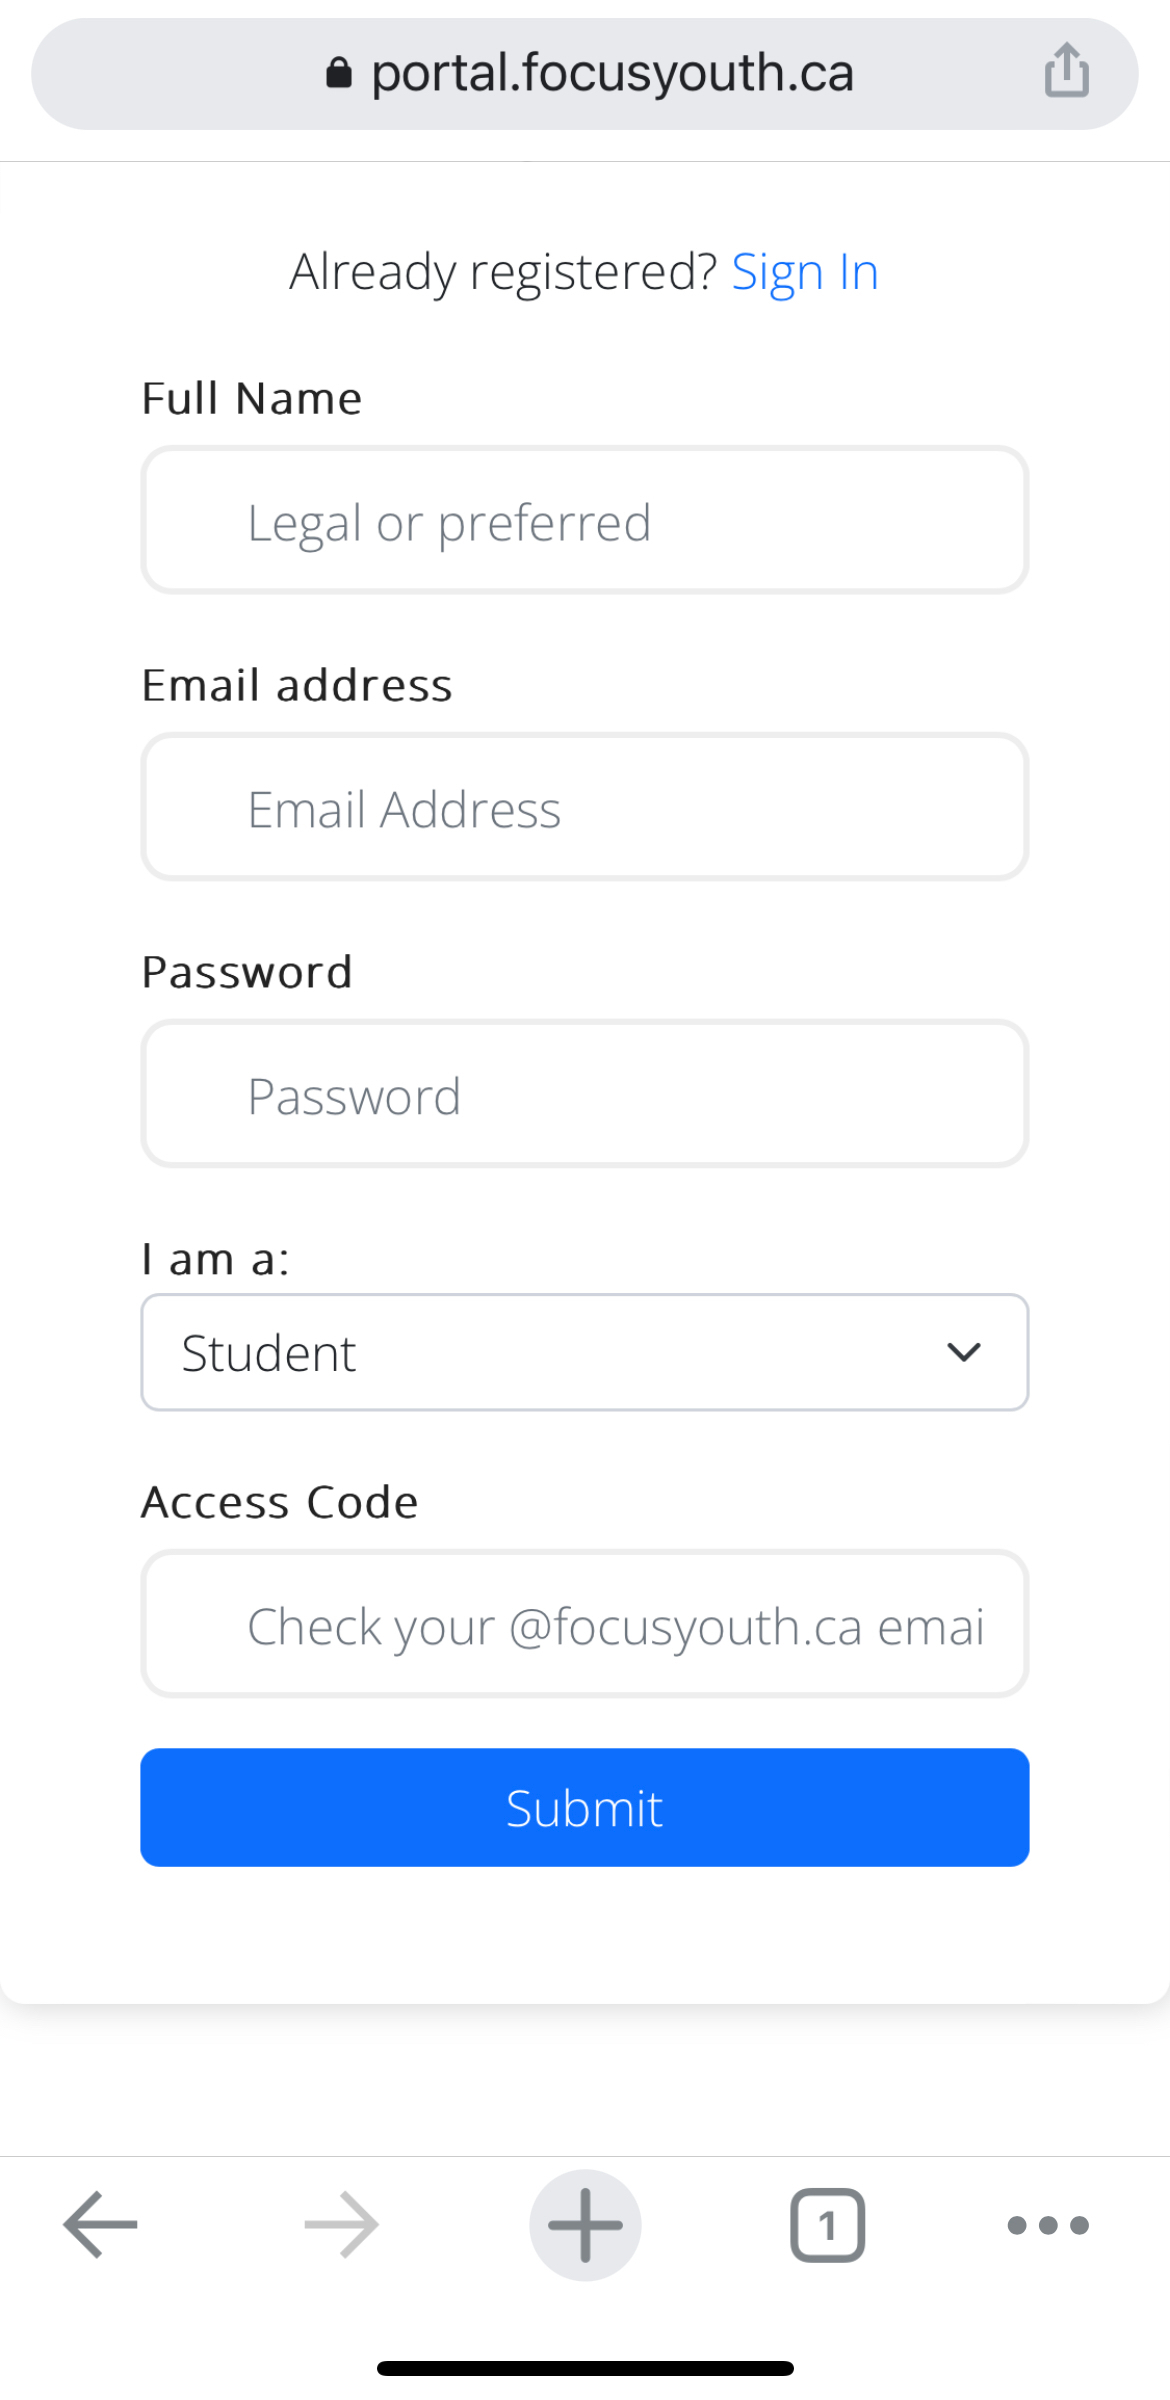 portal.focusyouth.ca
Already registered? Sign In
Full Name
Legal or preferred
Email address
Email Address
Password
Password
I am a:
Student
Access Code
Check your @focusyouth.ca emai
Submit
1